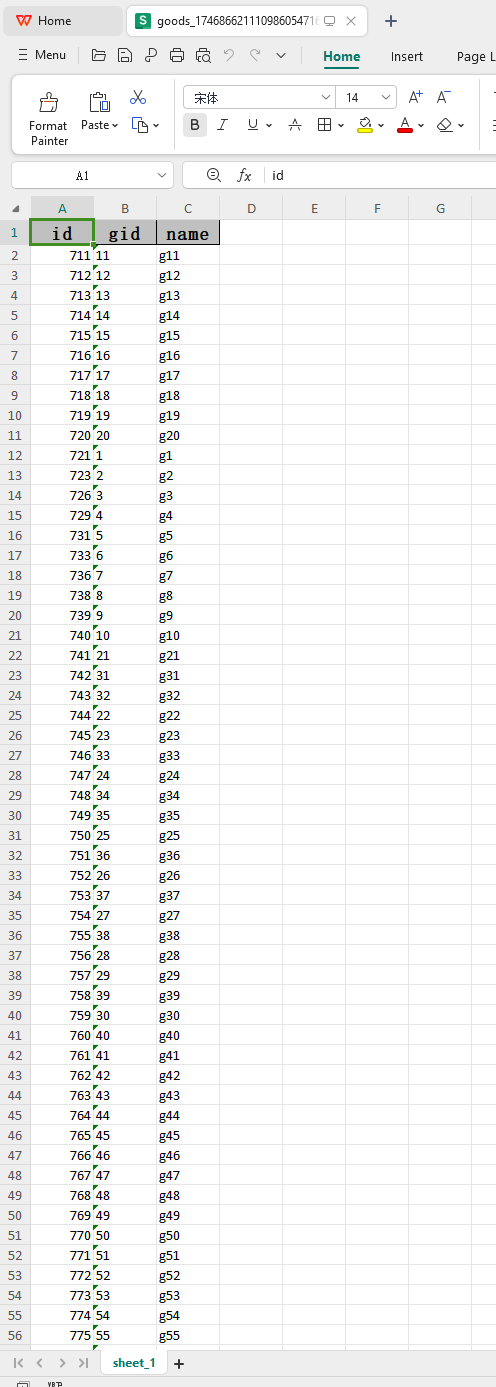 Home
goods_17468662111098605471
Menu
Home
Insert
Page L
Format
Painter
Paste
宋体
14
A+
A-
B
I
U
A
A
A1
fx
id
A
B
C
D
E
F
G
1 id gid name
2 711 11 g11
3 712 12 g12
4 713 13 g13
5 714 14 g14
6 715 15 g15
7 716 16 g16
8 717 17 g17
9 718 18 g18
10 719 19 g19
11 720 20 g20
12 721 1 g1
13 723 2 g2
14 726 3 g3
15 729 4 g4
16 731 5 g5
17 733 6 g6
18 736 7 g7
19 738 8 g8
20 739 9 g9
21 740 10 g10
22 741 21 g21
23 742 31 g31
24 743 32 g32
25 744 22 g22
26 745 23 g23
27 746 33 g33
28 747 24 g24
29 748 34 g34
30 749 35 g35
31 750 25 g25
32 751 36 g36
33 752 26 g26
34 753 37 g37
35 754 27 g27
36 755 38 g38
37 756 28 g28
38 757 29 g29
39 758 39 g39
40 759 30 g30
41 760 40 g40
42 761 41 g41
43 762 42 g42
44 763 43 g43
45 764 44 g44
46 765 45 g45
47 766 46 g46
48 767 47 g47
49 768 48 g48
50 769 49 g49
51 770 50 g50
52 771 51 g51
53 772 52 g52
54 773 53 g53
55 774 54 g54
56 775 55 g55
sheet_1